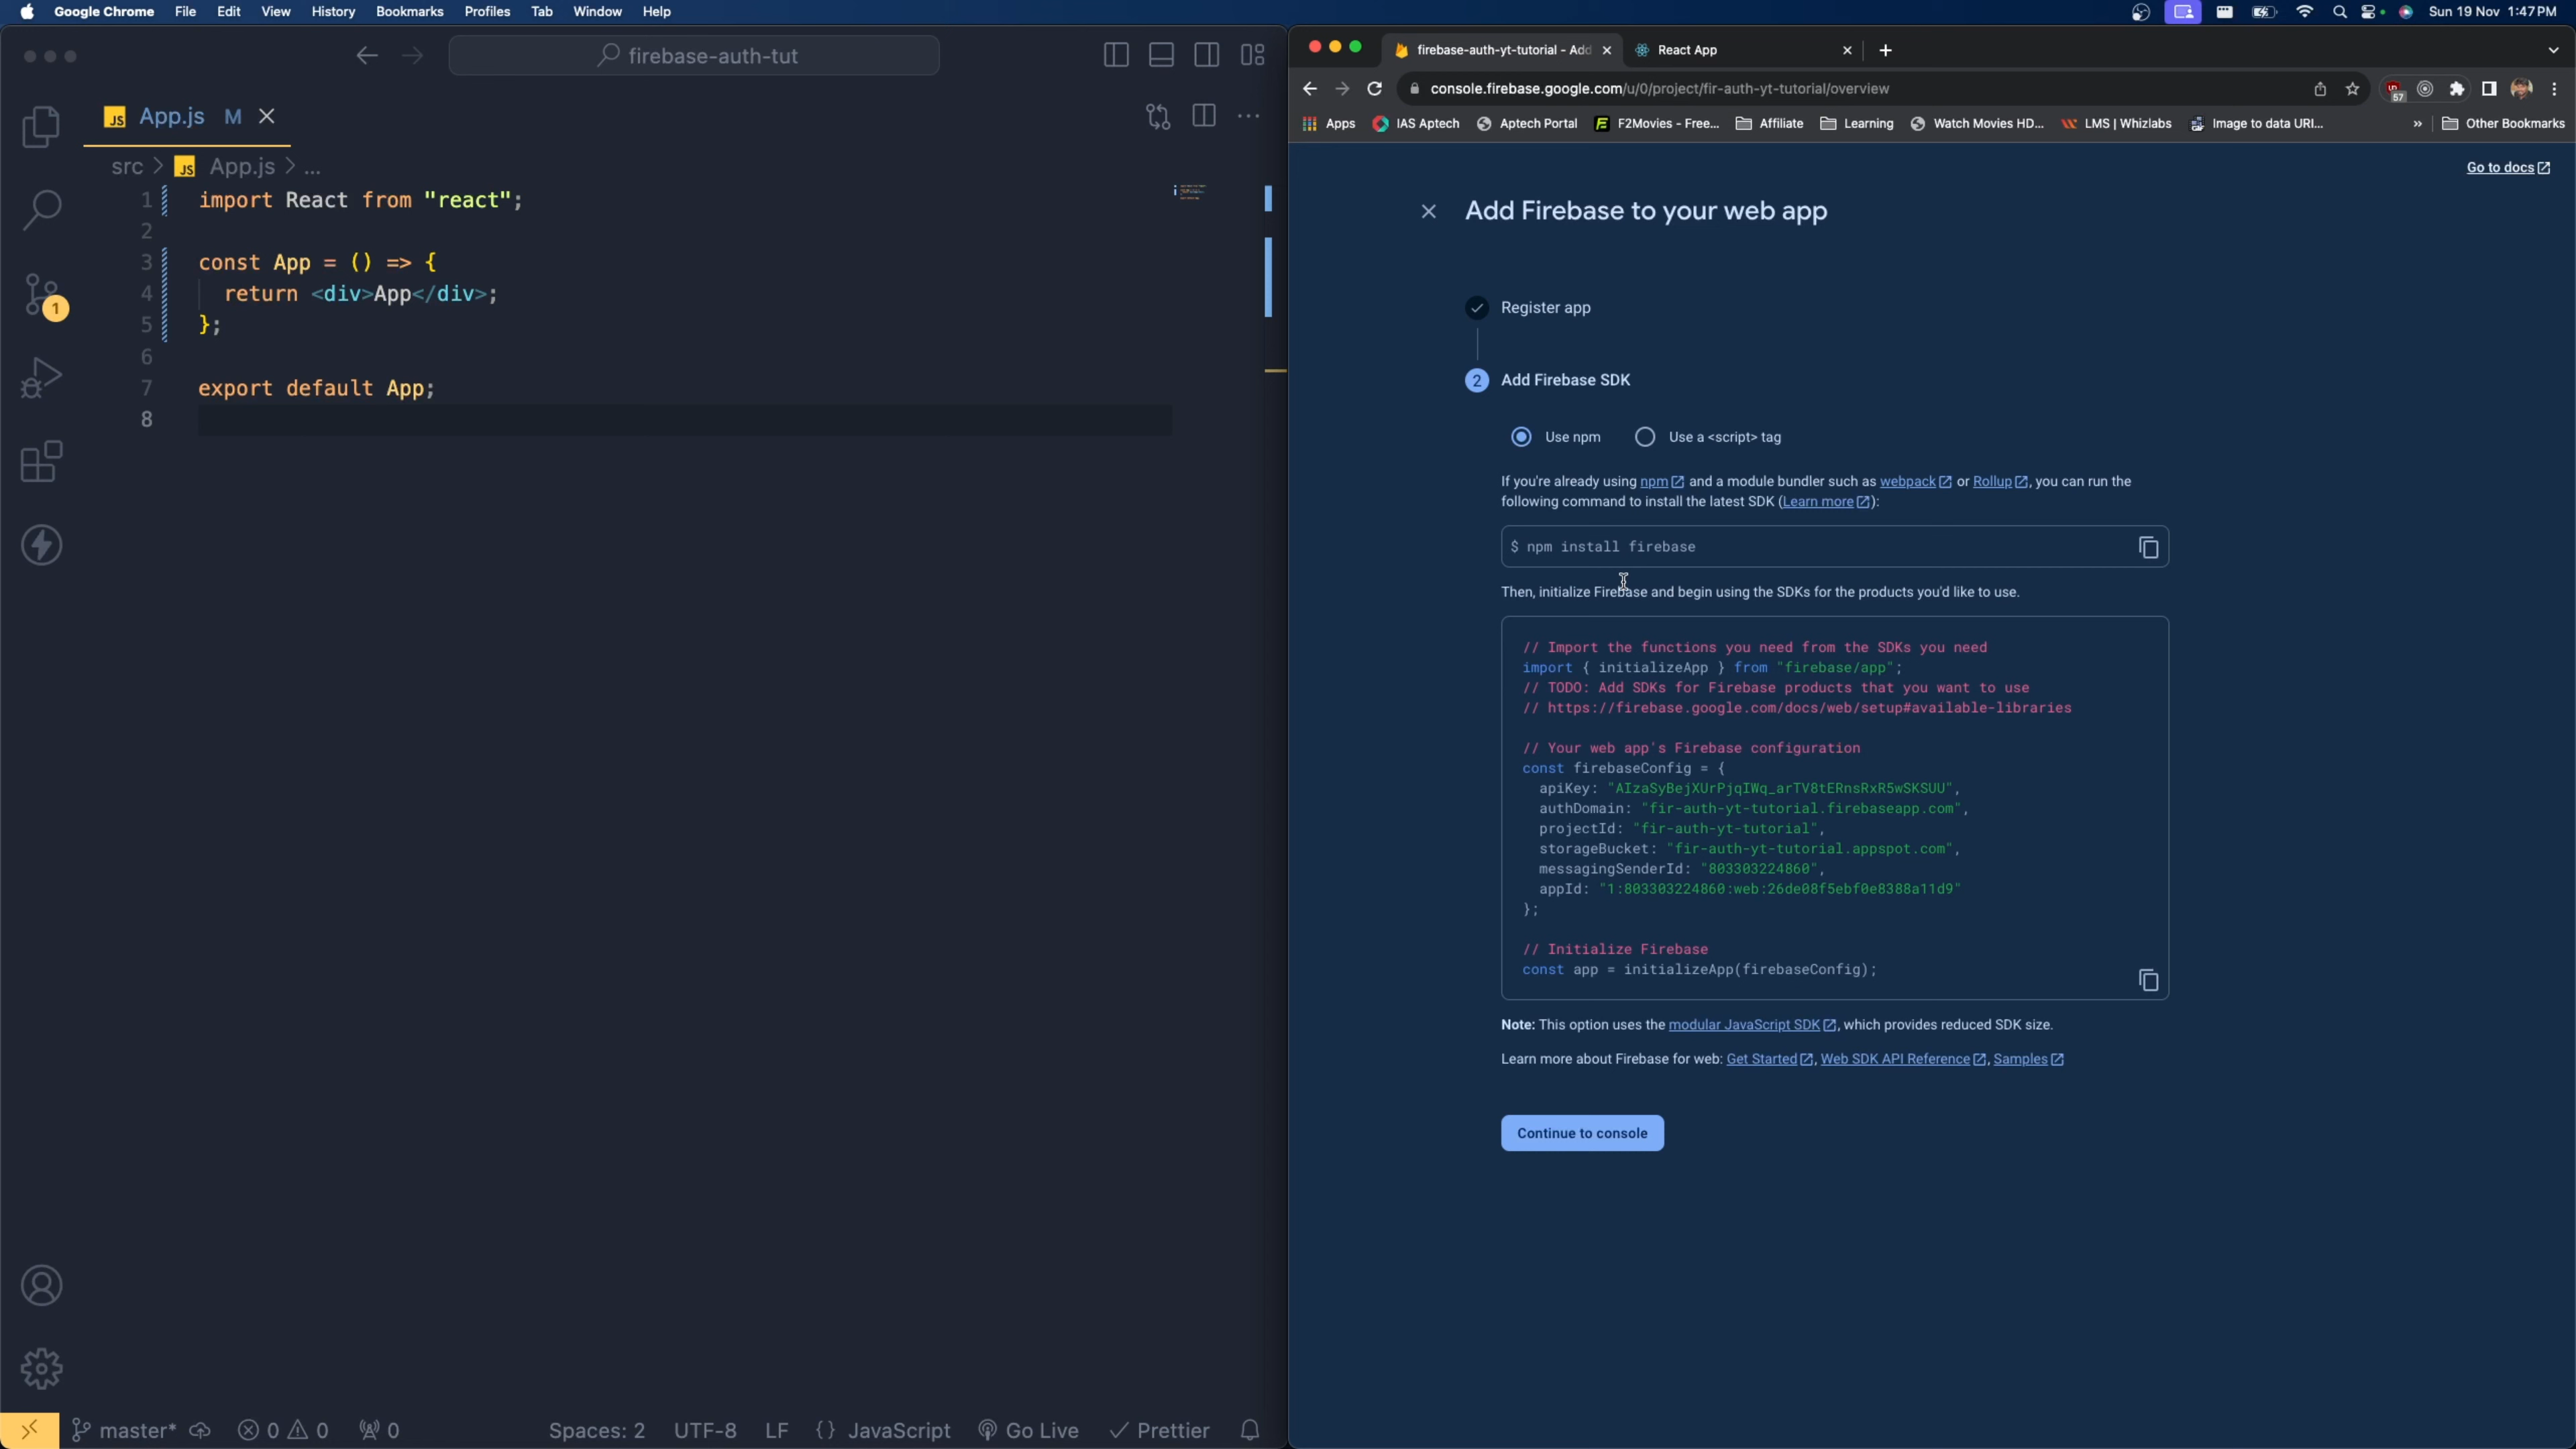 Google Chrome File Edit View History Bookmarks Profiles Tab Window Help
Sun 19 Nov 1:47 PM
firebase-auth-tut
JS App.js M
src > JS App.js > ...
1 import React from "react";
2
3 const App = () => {
4 return <div>App</div>;
5 };
6
7 export default App;
8
1
master* 0 0 0 Spaces: 2 UTF-8 LF {} JavaScript Go Live Prettier
firebase-auth-yt-tutorial - Add
React App
console.firebase.google.com/u/0/project/fir-auth-yt-tutorial/overview
57
Apps IAS Aptech Aptech Portal F2Movies - Free... Affiliate Learning Watch Movies HD... LMS | Whizlabs Image to data URI... » Other Bookmarks
Go to docs
Add Firebase to your web app
Register app
2 Add Firebase SDK
Use npm Use a <script> tag
If you're already using npm and a module bundler such as webpack or Rollup, you can run the
following command to install the latest SDK (Learn more):
$ npm install firebase
Then, initialize Firebase and begin using the SDKs for the products you'd like to use.
// Import the functions you need from the SDKs you need
import { initializeApp } from "firebase/app";
// TODO: Add SDKs for Firebase products that you want to use
// https://firebase.google.com/docs/web/setup#available-libraries
// Your web app's Firebase configuration
const firebaseConfig = {
apiKey: "AIzaSyBejXUrPjqIWq_arTV8tERnsRxR5wSKSUU",
authDomain: "fir-auth-yt-tutorial.firebaseapp.com",
projectId: "fir-auth-yt-tutorial",
storageBucket: "fir-auth-yt-tutorial.appspot.com",
messagingSenderId: "803303224860",
appId: "1:803303224860:web:26de08f5ebf0e8388a11d9"
};
// Initialize Firebase
const app = initializeApp(firebaseConfig);
Note: This option uses the modular JavaScript SDK, which provides reduced SDK size.
Learn more about Firebase for web: Get Started, Web SDK API Reference, Samples
Continue to console